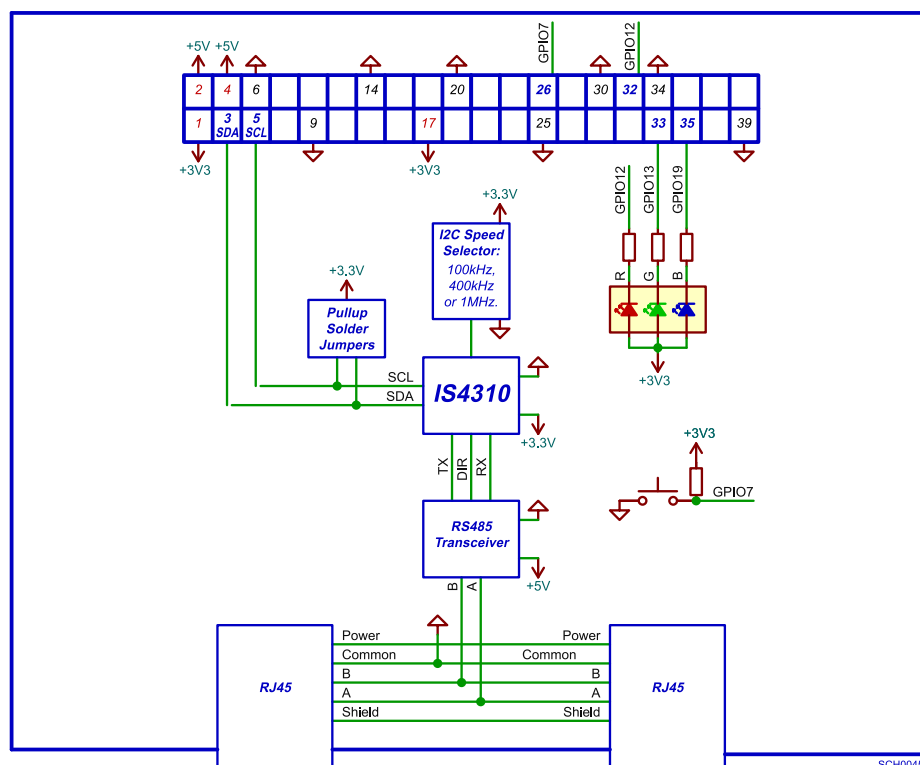 GPIO7
GPIO12
+5V +5V
2 4 6 14 20 26 30 32 34
1 3 SDA 5 SCL 9 17 25 33 35 39
+3V3
+3V3
GPIO12
GPIO13
GPIO19
+3.3V
I2C Speed
Selector:
100kHz,
400kHz
or 1MHz.
+3.3V
Pullup
Solder
Jumpers
R
G
B
+3V3
SCL
SDA
IS4310
+3.3V
TX
DIR
RX
+3V3
GPIO7
RS485
Transceiver
+5V
B
A
RJ45
Power
Common
B
A
Shield
Power
Common
B
A
Shield
RJ45